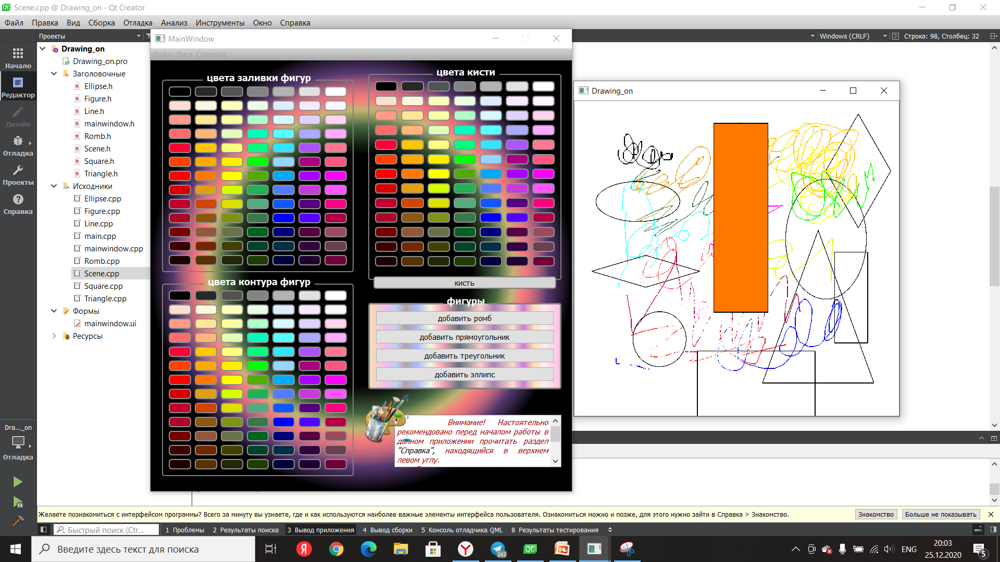 Scene.cpp @ Drawing_on - Qt Creator
Файл Правка Вид Сборка Отладка Анализ Инструменты Окно Справка
Проекты
Windows (CRLF)
Строка: 98, Столбец: 32
Начало
Редактор
Дизайн
Отладка
Проекты
Справка
Drawing_on
Drawing_on.pro
Заголовочные
Ellipse.h
Figure.h
Line.h
mainwindow.h
Romb.h
Scene.h
Square.h
Triangle.h
Исходники
Ellipse.cpp
Figure.cpp
Line.cpp
main.cpp
mainwindow.cpp
Romb.cpp
Scene.cpp
Square.cpp
Triangle.cpp
Формы
mainwindow.ui
Ресурсы
Dra..._on
Отладка
MainWindow
Файл Лист Справка
цвета заливки фигур
цвета кисти
цвета контура фигур
кисть
фигуры
добавить ромб
добавить прямоугольник
добавить треугольник
добавить эллипс
Внимание! Настоятельно
рекомендовано перед началом работы в
данном приложении прочитать раздел
"Справка", находящийся в верхнем
левом углу.
Drawing_on
Желаете познакомиться с интерфейсом программы? Всего за минуту вы узнаете, где и как используются наиболее важные элементы интерфейса пользователя. Ознакомиться можно и позже, для этого нужно зайти в Справка > Знакомство.
Знакомство
Больше не показывать
Быстрый поиск (Ctr...
1 Проблемы
2 Результаты поиска
3 Вывод приложения
4 Вывод сборки
5 Консоль отладчика QML
8 Результаты тестирования
Введите здесь текст для поиска
242
ENG
20:03
25.12.2020
5